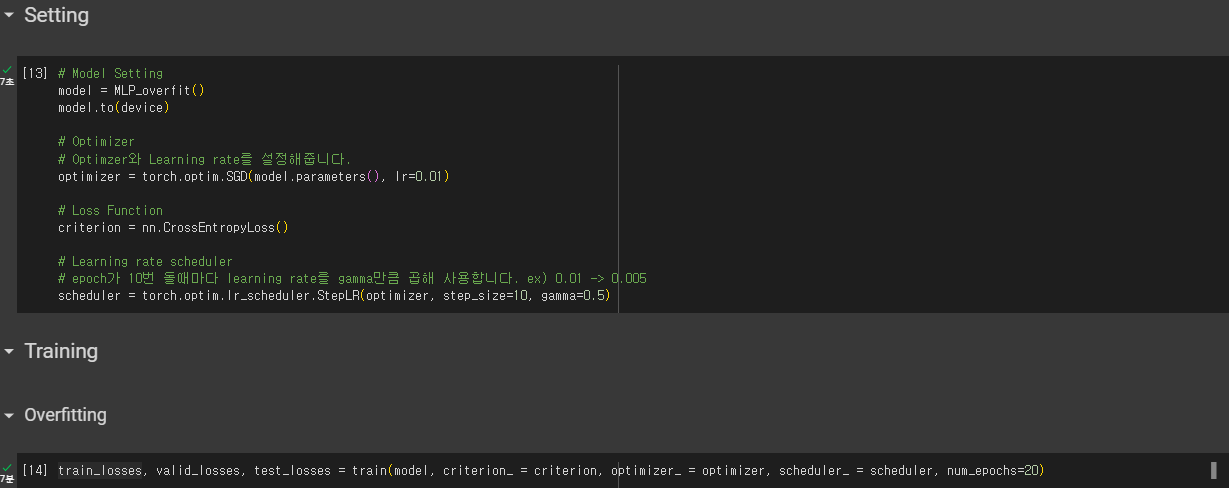 Setting
[13] # Model Setting
7초
model = MLP_overfit()
model.to(device)
# Optimizer
# Optimzer와 Learning rate를 설정해줍니다.
optimizer = torch.optim.SGD(model.parameters(), lr=0.01)
# Loss Function
criterion = nn.CrossEntropyLoss()
# Learning rate scheduler
# epoch가 10번 돌때마다 learning rate를 gamma만큼 곱해 사용합니다. ex) 0.01 -> 0.005
scheduler = torch.optim.lr_scheduler.StepLR(optimizer, step_size=10, gamma=0.5)
Training
Overfitting
[14] train_losses, valid_losses, test_losses = train(model, criterion_ = criterion, optimizer_ = optimizer, scheduler_ = scheduler, num_epochs=20)
7분